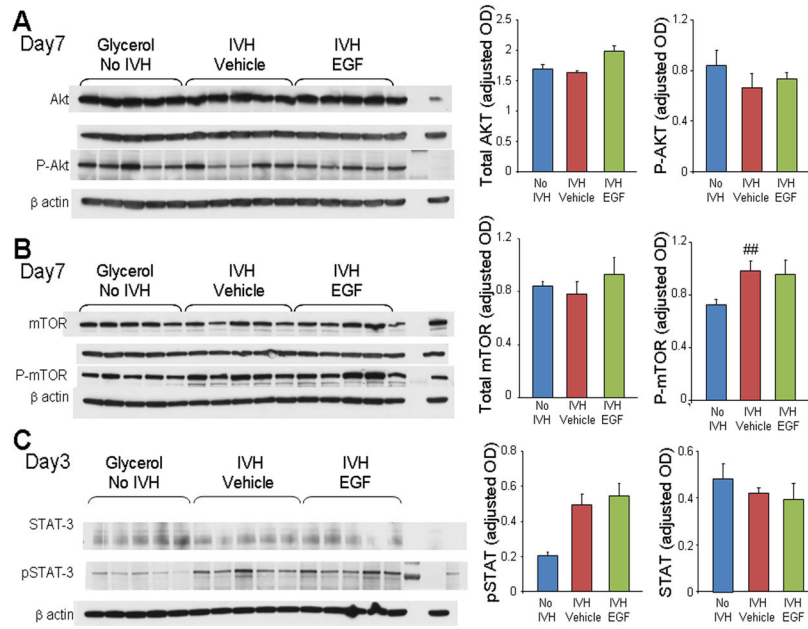 A
Day7
Glycerol
No IVH
IVH
Vehicle
IVH
EGF
Akt
P-Akt
β actin
Total AKT (adjusted OD)
2.5
2
1.5
1
0.5
0
No
IVH
IVH
Vehicle
IVH
EGF
P-AKT (adjusted OD)
1.2
0.8
0.4
0
No
IVH
IVH
Vehicle
IVH
EGF
B
Day7
Glycerol
No IVH
IVH
Vehicle
IVH
EGF
mTOR
P-mTOR
β actin
Total mTOR (adjusted OD)
1.2
0.8
0.4
0
No
IVH
IVH
Vehicle
IVH
EGF
P-mTOR (adjusted OD)
1.2
0.9
0.6
0.3
0
##
No
IVH
IVH
Vehicle
IVH
EGF
C
Day3
Glycerol
No IVH
IVH
Vehicle
IVH
EGF
STAT-3
pSTAT-3
β actin
pSTAT (adjusted OD)
0.8
0.6
0.4
0.2
0
No
IVH
IVH
Vehicle
IVH
EGF
STAT (adjusted OD)
0.6
0.4
0.2
0
No
IVH
IVH
Vehicle
IVH
EGF